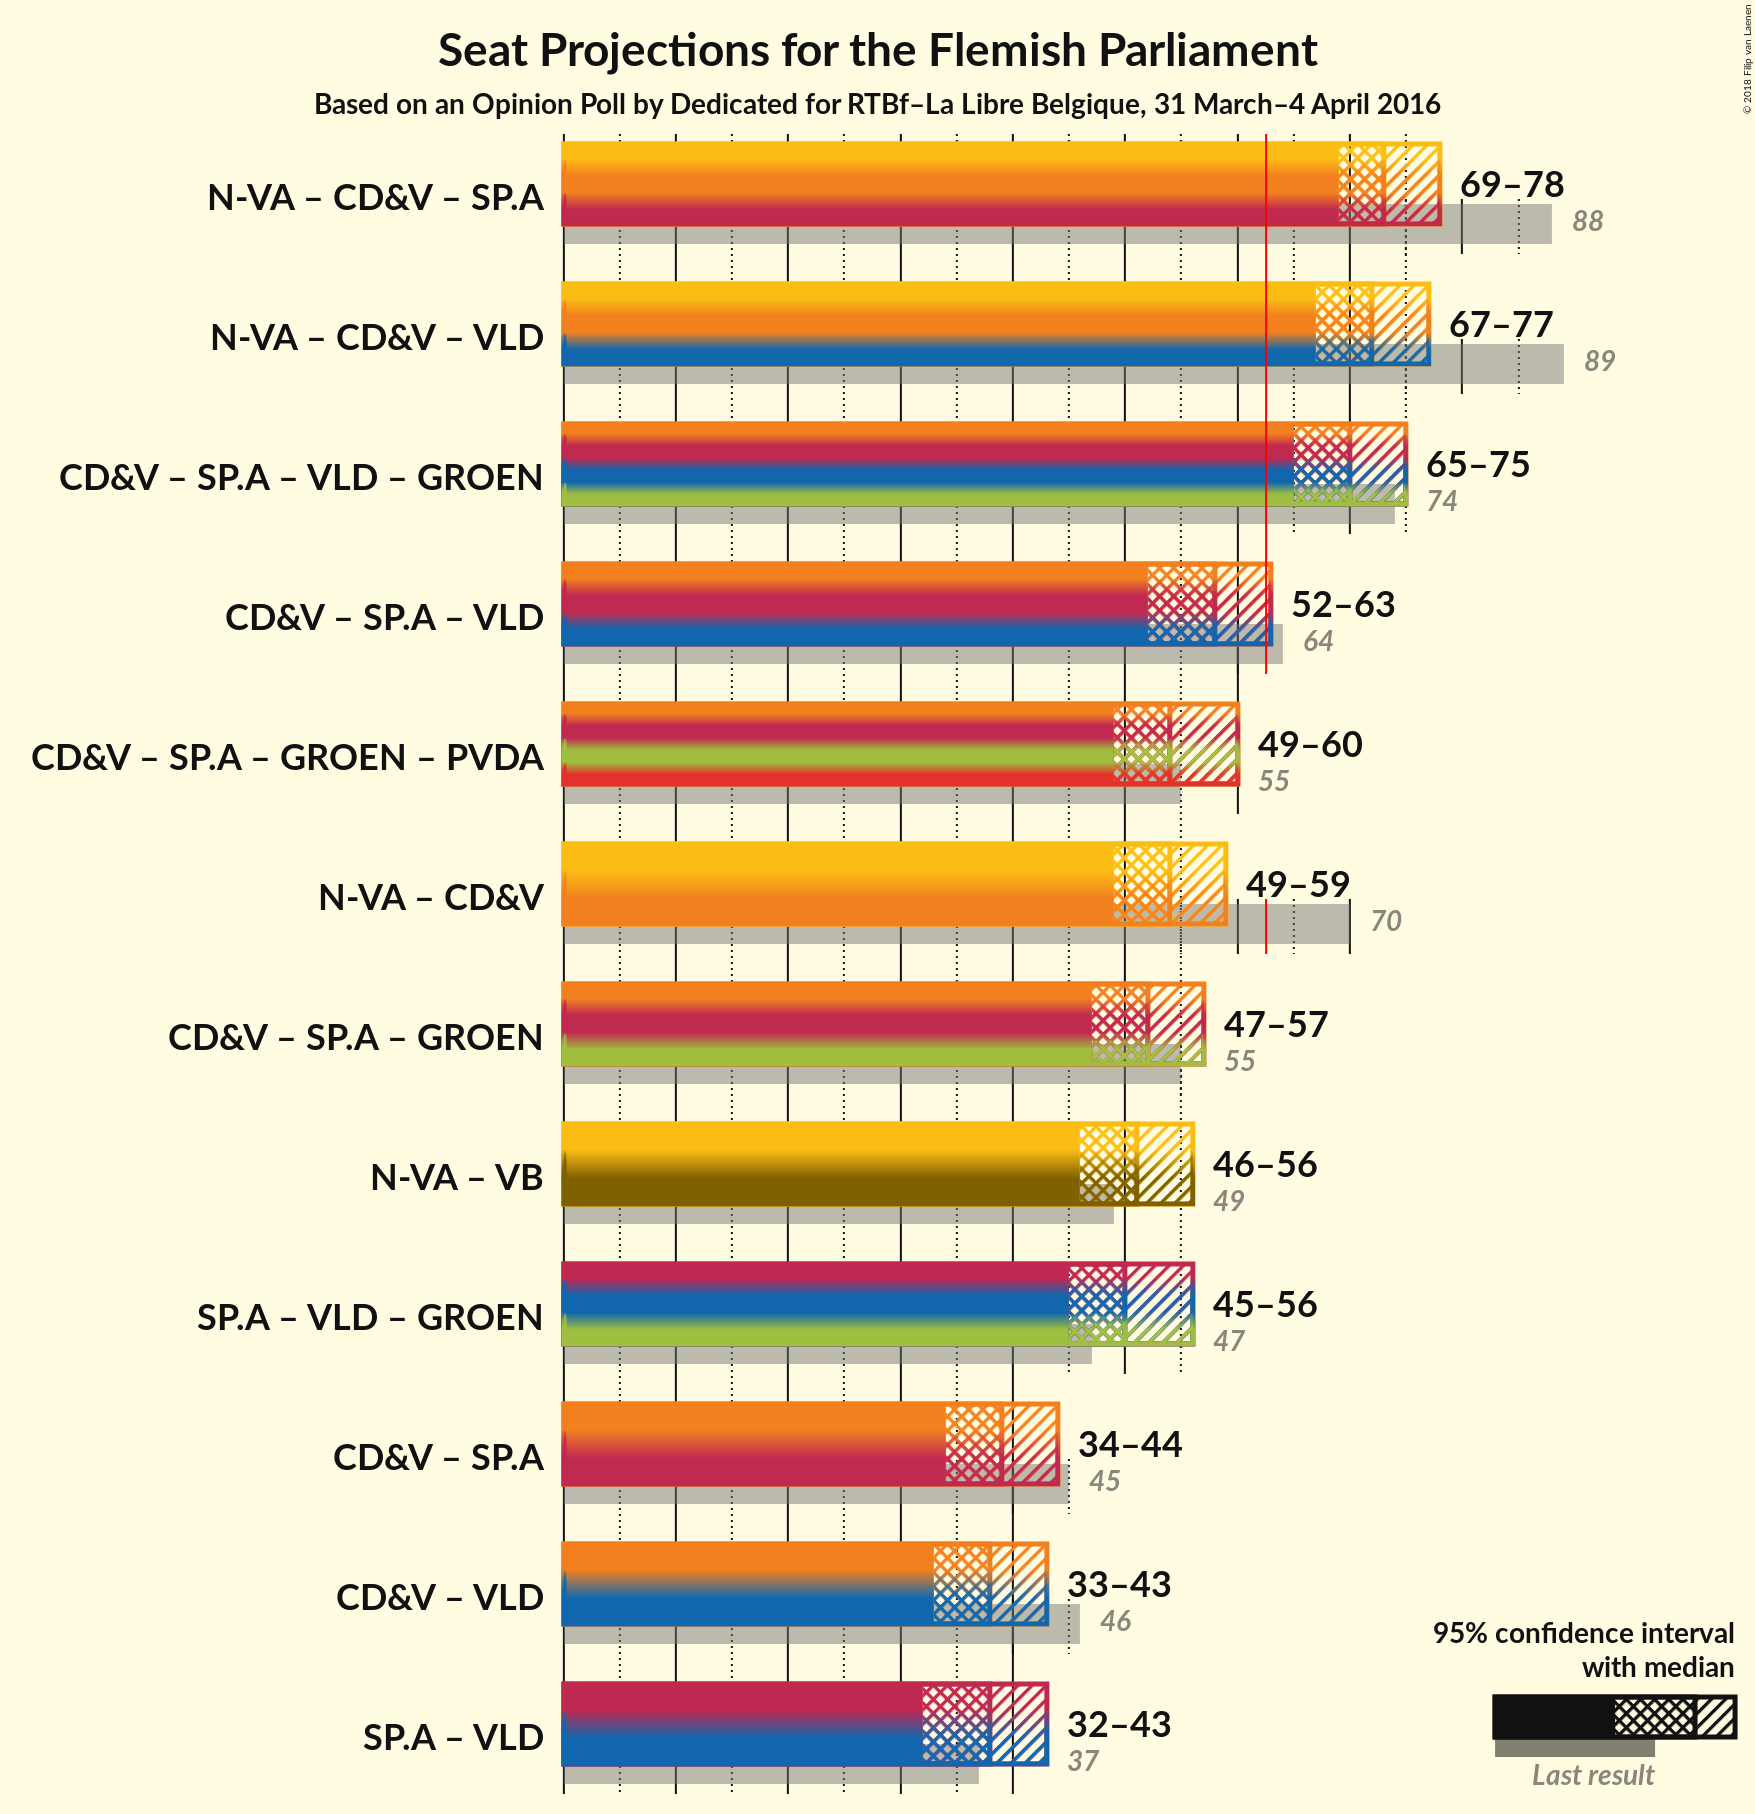 Seat Projections for the Flemish Parliament
Based on an Opinion Poll by Dedicated for RTBf–La Libre Belgique, 31 March–4 April 2016
© 2018 Filip van Laenen
N-VA – CD&V – SP.A
69–78
88
N-VA – CD&V – VLD
67–77
89
CD&V – SP.A – VLD – GROEN
65–75
74
CD&V – SP.A – VLD
52–63
64
CD&V – SP.A – GROEN – PVDA
49–60
55
N-VA – CD&V
49–59
70
CD&V – SP.A – GROEN
47–57
55
N-VA – VB
46–56
49
SP.A – VLD – GROEN
45–56
47
CD&V – SP.A
34–44
45
CD&V – VLD
33–43
46
SP.A – VLD
32–43
37
95% confidence interval
with median
Last result